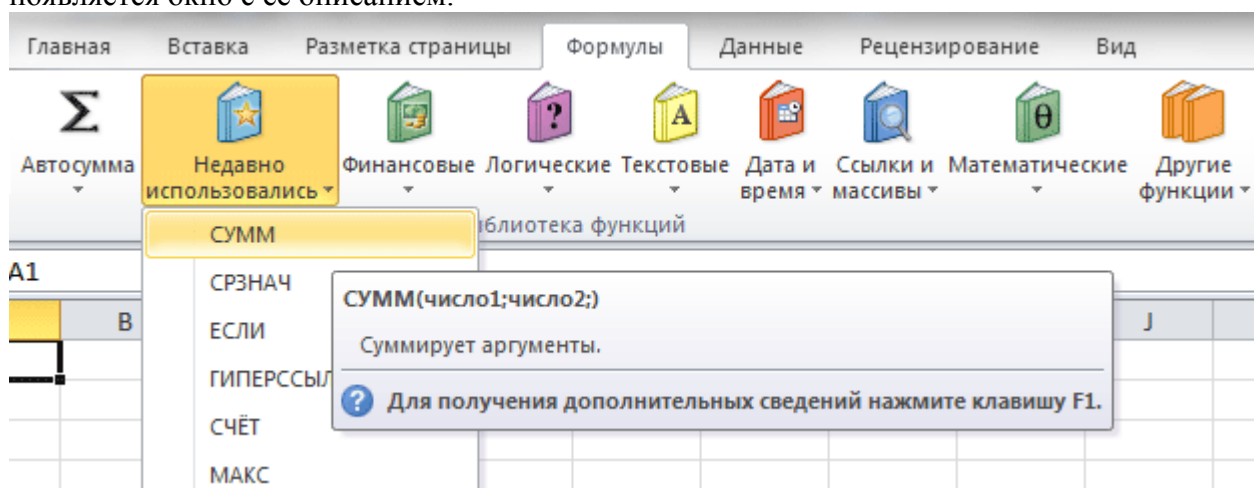 появляется окно с ее описанием.
Главная Вставка Разметка страницы Формулы Данные Рецензирование Вид
Σ ? A θ
Автосумма Недавно использовались Финансовые Логические Текстовые Дата и время Ссылки и массивы Математические Другие функции
иблиотека функций
СУММ
A1
СРЗНАЧ
СУММ(число1;число2;)
B J
ЕСЛИ
Суммирует аргументы.
ГИПЕРССЫЛ
? Для получения дополнительных сведений нажмите клавишу F1.
СЧЁТ
МАКС